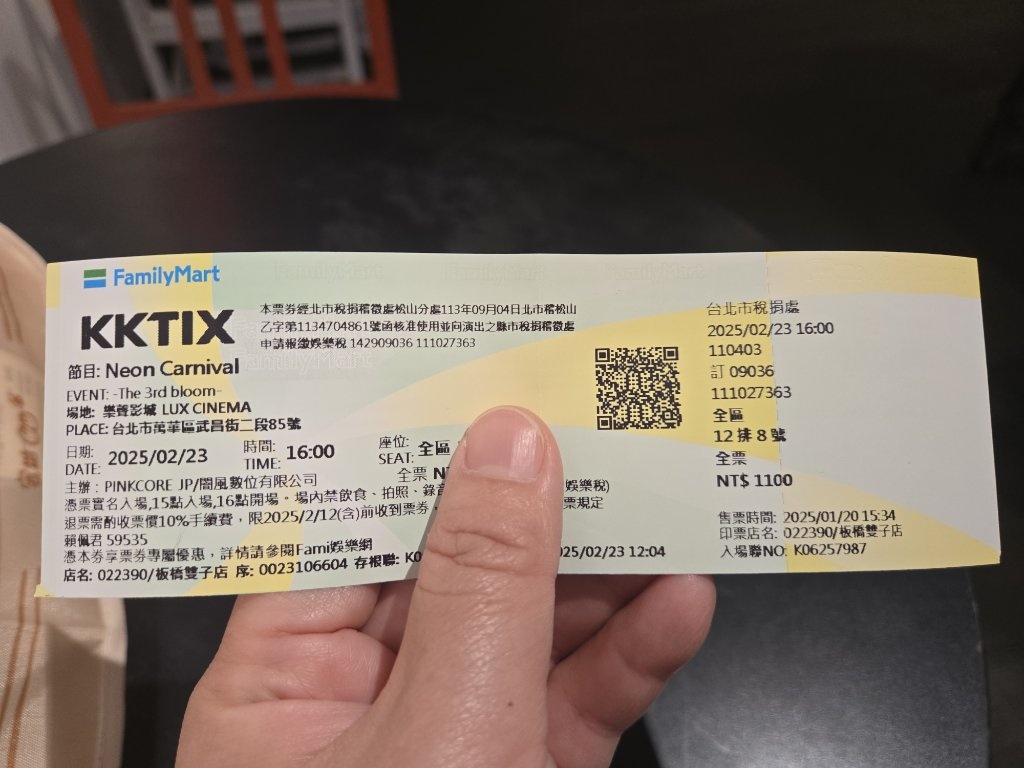 FamilyMart
KKTIX
本票券經北市稅捐稽徵處松山分處113年09月04日北市稽松山
乙字第1134704861號函核准使用並向演出之縣市稅捐稽徵處
申請報繳娛樂稅 142909036 111027363
節目: Neon Carnival
EVENT: -The 3rd bloom-
場地: 樂聲影城 LUX CINEMA
PLACE: 台北市萬華區武昌街二段85號
日期: DATE: 2025/02/23 時間: TIME: 16:00 座位: SEAT: 全區
全票 N
主辦：PINKCORE JP/闇風數位有限公司
憑票實名入場,15點入場,16點開場。場內禁飲食、拍照、錄音 娛樂稅)
退票需酌收票價10%手續費，限2025/2/12(含)前收到票券、 票規定
賴佩君 59535
憑本券享票券專屬優惠，詳情請參閱Fami娛樂網
店名: 022390/板橋雙子店 序: 0023106604 存根聯: K0 025/02/23 12:04
台北市稅捐處
2025/02/23 16:00
110403
訂 09036
111027363
全區
12 排 8 號
全票
NT$ 1100
售票時間: 2025/01/20 15:34
印票店名: 022390/板橋雙子店
入場聯NO: K06257987